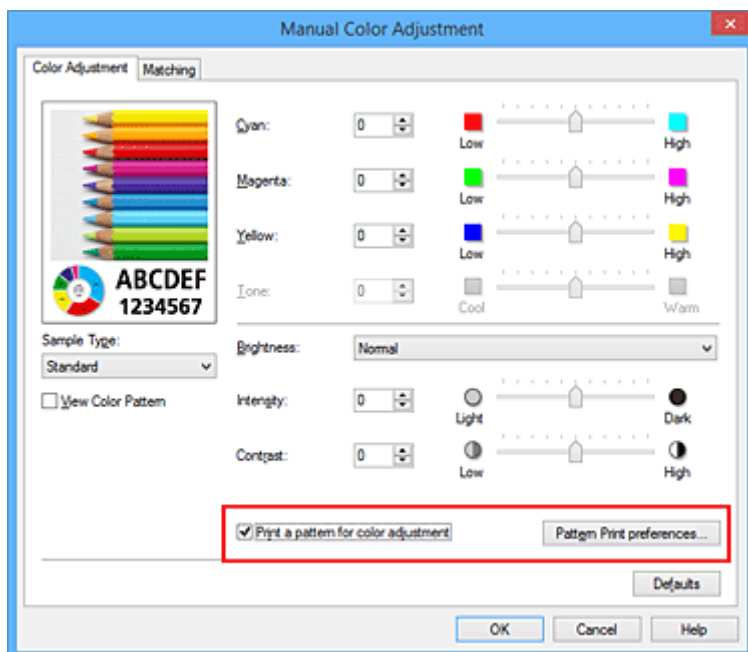 Manual Color Adjustment
Color Adjustment Matching
Cyan: 0 Low High
Magenta: 0 Low High
Yellow: 0 Low High
ABCDEF
1234567
Tone: 0 Cool Warm
Sample Type:
Standard
View Color Pattern
Brightness: Normal
Intensity: 0 Light Dark
Contrast: 0 Low High
Print a pattern for color adjustment Pattern Print preferences...
Defaults
OK Cancel Help